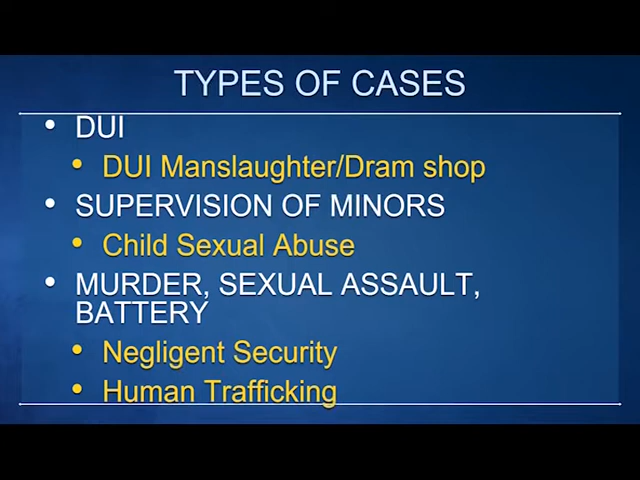 TYPES OF CASES
• DUI
• DUI Manslaughter/Dram shop
• SUPERVISION OF MINORS
• Child Sexual Abuse
• MURDER, SEXUAL ASSAULT,
BATTERY
• Negligent Security
• Human Trafficking